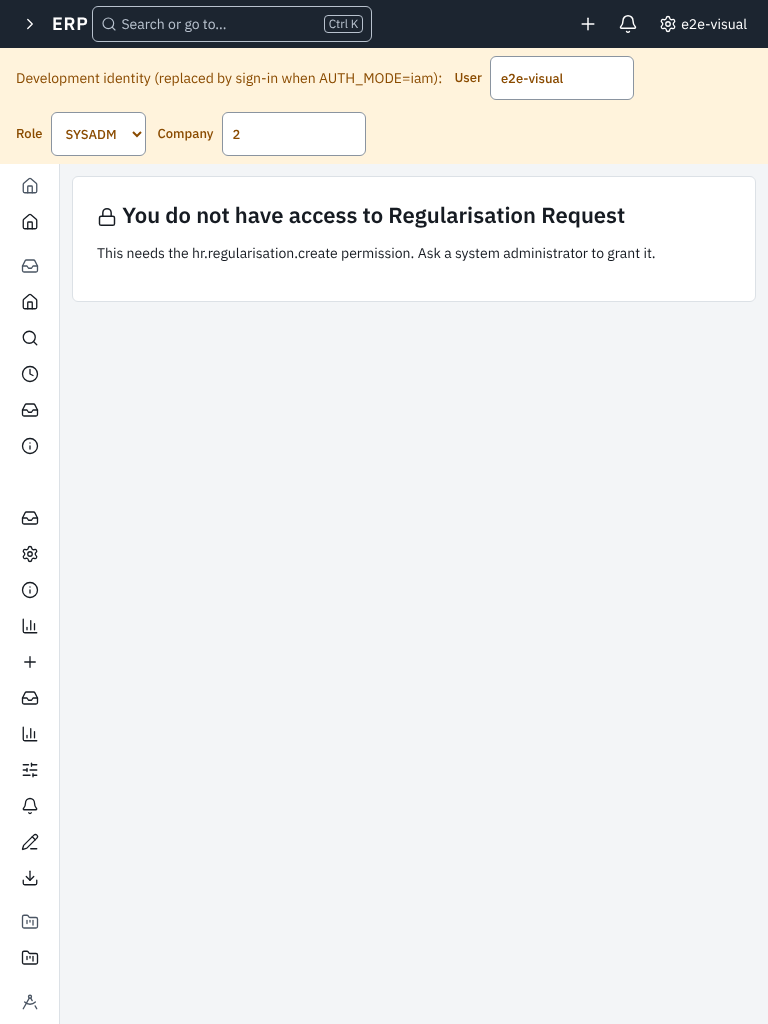 ERP Search or go to... Ctrl K e2e-visual
Development identity (replaced by sign-in when AUTH_MODE=iam): User e2e-visual
Role SYSADM Company 2
You do not have access to Regularisation Request
This needs the hr.regularisation.create permission. Ask a system administrator to grant it.